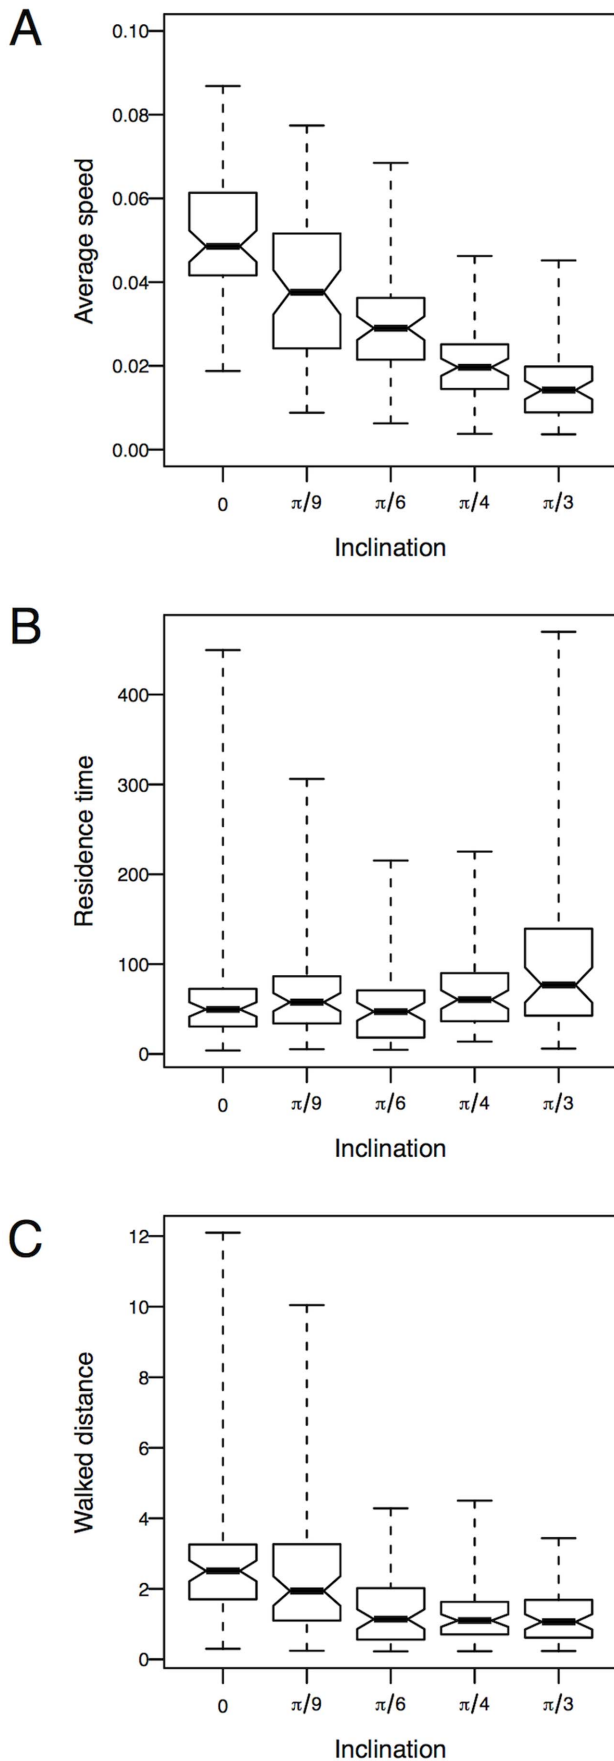 A
0.10
0.08
0.06
0.04
0.02
0.00
Average speed
0 π/9 π/6 π/4 π/3
Inclination
B
400
300
200
100
0
Residence time
0 π/9 π/6 π/4 π/3
Inclination
C
12
10
8
6
4
2
0
Walked distance
0 π/9 π/6 π/4 π/3
Inclination